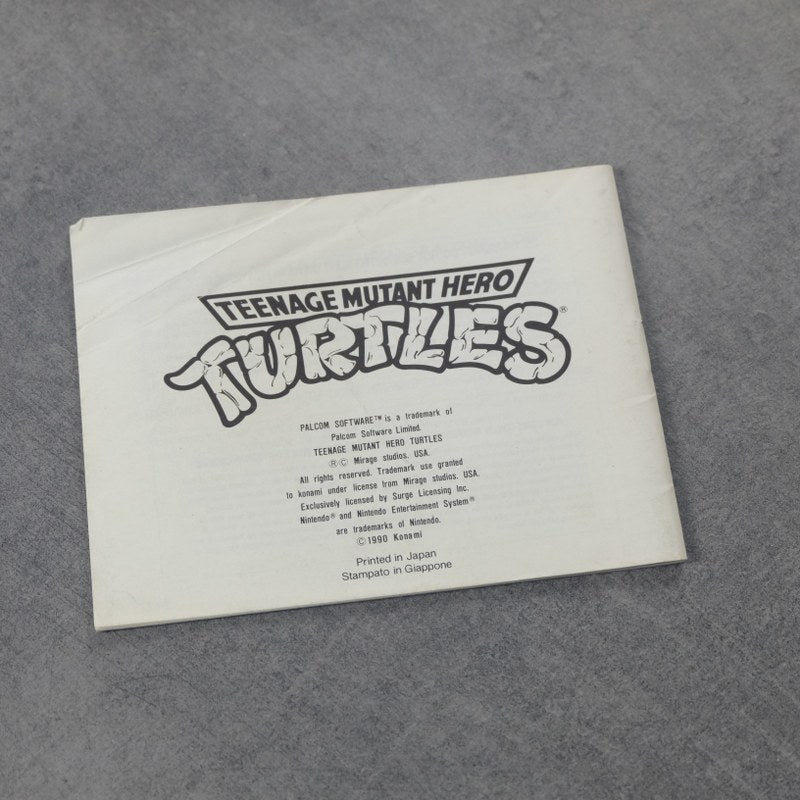 TEENAGE MUTANT HERO
TURTLES®
PALCOM SOFTWARE™ is a trademark of
Palcom Software Limited.
TEENAGE MUTANT HERO TURTLES
Ⓡ Ⓒ Mirage studios. USA.
All rights reserved. Trademark use granted
to konami under license from Mirage studios. USA.
Exclusively licensed by Surge Licensing Inc.
Nintendo® and Nintendo Entertainment System®
are trademarks of Nintendo.
Ⓒ 1990 Konami
Printed in Japan
Stampato in Giappone